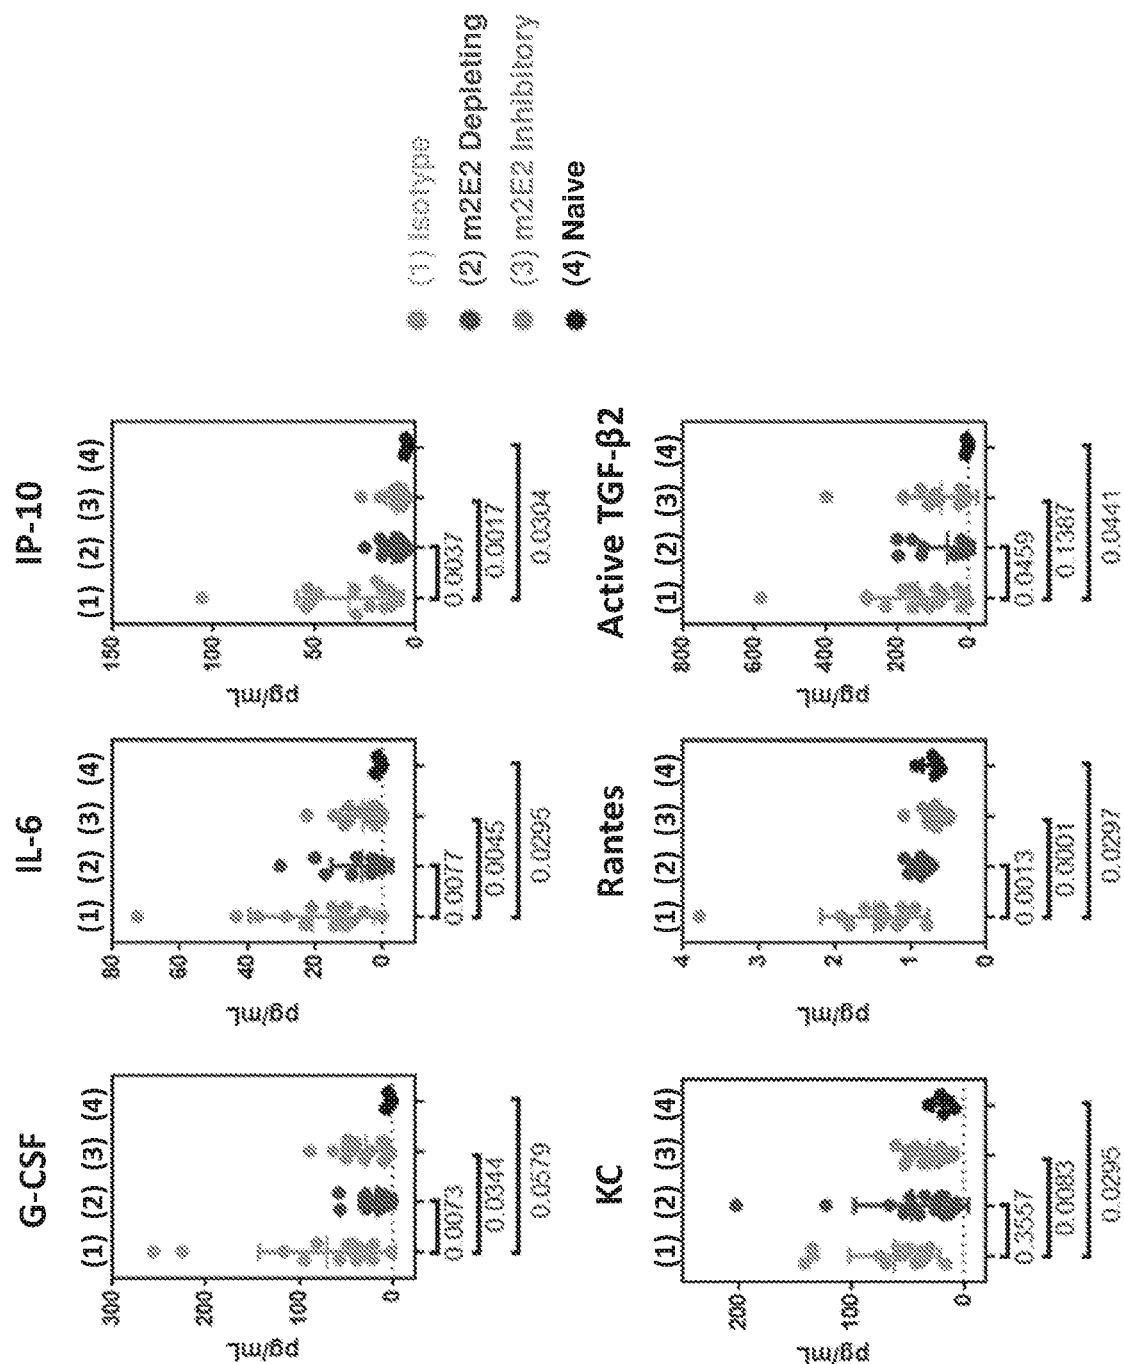 G-CSF
pg/mL
300
200
100
0
(1) (2) (3) (4)
0.0073
0.0344
0.0579
IL-6
pg/mL
80
60
40
20
0
(1) (2) (3) (4)
0.0077
0.0045
0.0295
IP-10
pg/mL
150
100
50
0
(1) (2) (3) (4)
0.0037
0.0017
0.0304
KC
pg/mL
200
100
0
(1) (2) (3) (4)
0.3557
0.0083
0.0295
Rantes
pg/mL
4
3
2
1
0
(1) (2) (3) (4)
0.0013
0.0001
0.0297
Active TGF-β2
pg/mL
800
600
400
200
0
(1) (2) (3) (4)
0.0459
0.1387
0.0441
(1) Isotype
(2) m2E2 Depleting
(3) m2E2 Inhibitory
(4) Naive